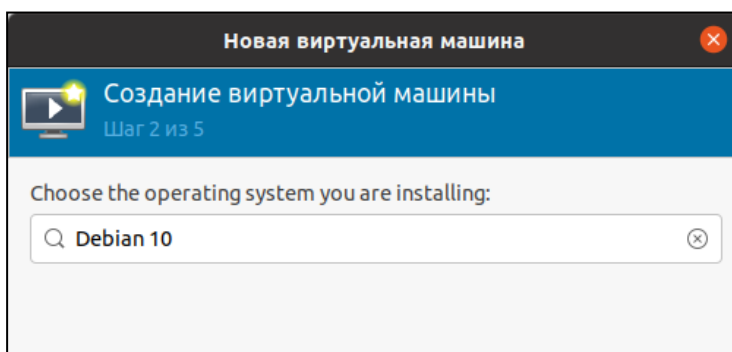 Новая виртуальная машина
Создание виртуальной машины
Шаг 2 из 5
Choose the operating system you are installing:
Debian 10